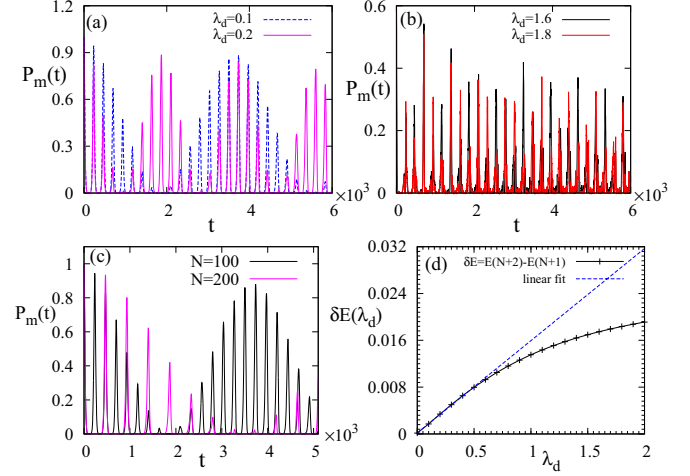 (a)
λd=0.1
λd=0.2
Pm(t)
1.2
0.9
0.6
0.3
0
0 2 4 6
×10³
t
(b)
λd=1.6
λd=1.8
Pm(t)
0.6
0.4
0.2
0
0 1 2 3 4 5 6
×10³
t
(c)
N=100
N=200
Pm(t)
1
0.8
0.6
0.4
0.2
0
0 1 2 3 4 5
×10³
t
(d)
δE=E(N+2)-E(N+1)
linear fit
δE(λd)
0.032
0.024
0.016
0.008
0
0 0.5 1 1.5 2
λd